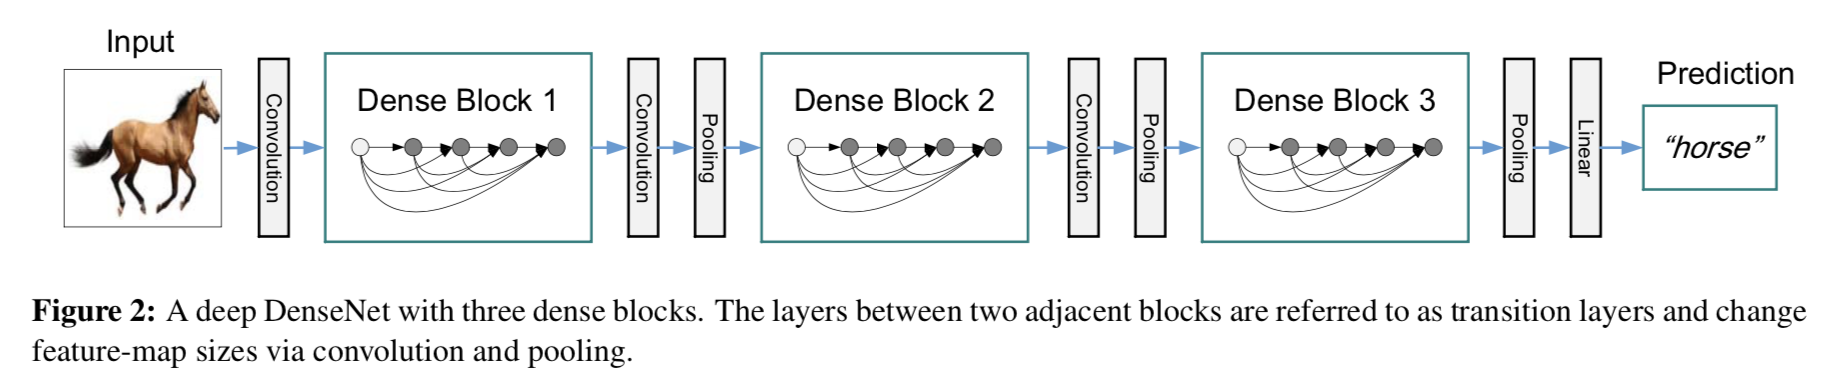 Input
Convolution
Dense Block 1
Convolution
Pooling
Dense Block 2
Convolution
Pooling
Dense Block 3
Pooling
Linear
Prediction
“horse”
Figure 2: A deep DenseNet with three dense blocks. The layers between two adjacent blocks are referred to as transition layers and change
feature-map sizes via convolution and pooling.